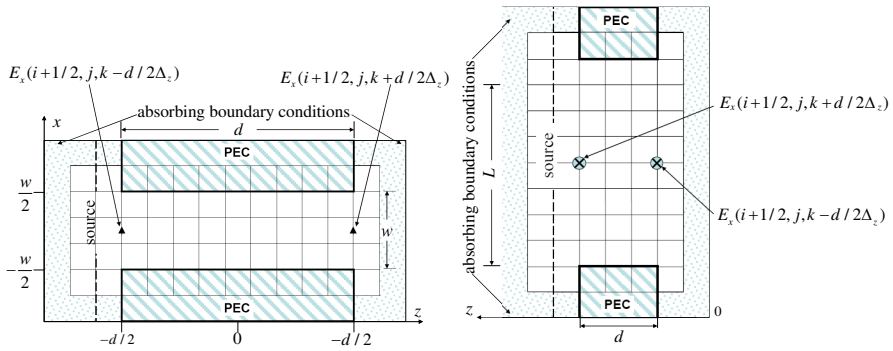 E_x(i+1/2, j, k−d/2Δ_z)
E_x(i+1/2, j, k+d/2Δ_z)
absorbing boundary conditions
x
d
PEC
w/2
source
w
−w/2
PEC
z
−d/2
0
−d/2
PEC
absorbing boundary conditions
L
source
E_x(i+1/2, j, k+d/2Δ_z)
E_x(i+1/2, j, k−d/2Δ_z)
PEC
z
0
d